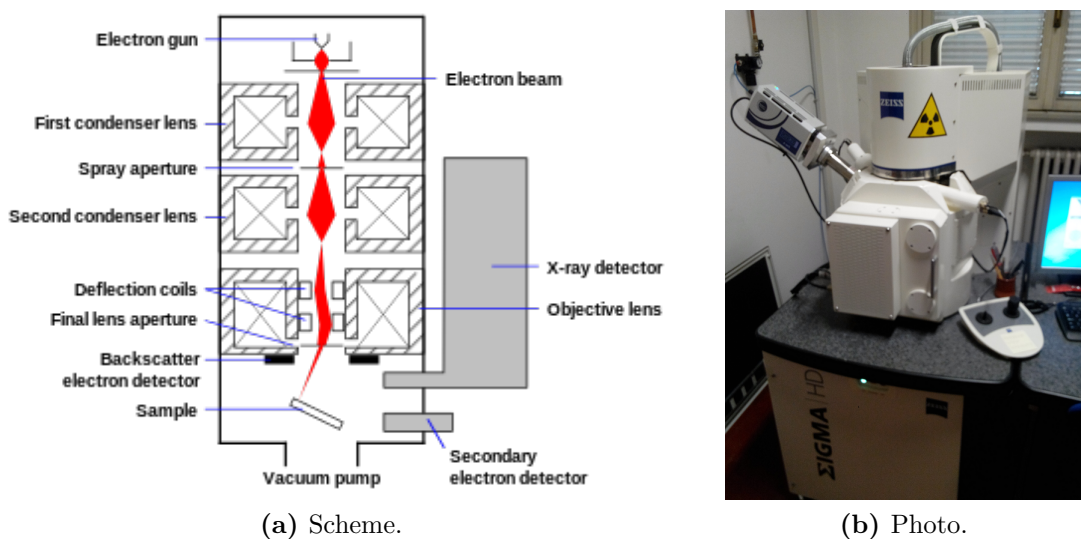 Electron gun
Electron beam
First condenser lens
Spray aperture
Second condenser lens
X-ray detector
Deflection coils
Objective lens
Final lens aperture
Backscatter
electron detector
Sample
Secondary
electron detector
Vacuum pump
ZEISS
ZEISS
ΣIGMA | HD
(a) Scheme.
(b) Photo.